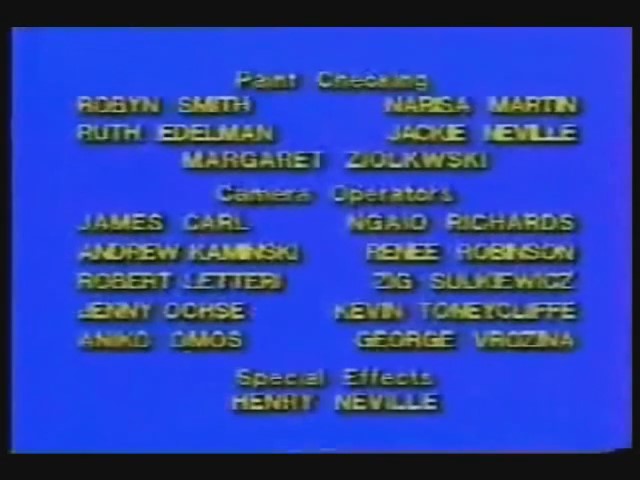 Paint Checking
ROBYN SMITH NARISA MARTIN
RUTH EDELMAN JACKIE NEVILLE
MARGARET ZIOLKWSKI
Camera Operators
JAMES CARL NGAIO RICHARDS
ANDREW KAMINSKI RENEE ROBINSON
ROBERT LETTERI ZIG SULKIEWICZ
JENNY OCHSE KEVIN TONEYCLIFFE
ANIKO OMOS GEORGE VROZINA
Special Effects
HENRY NEVILLE